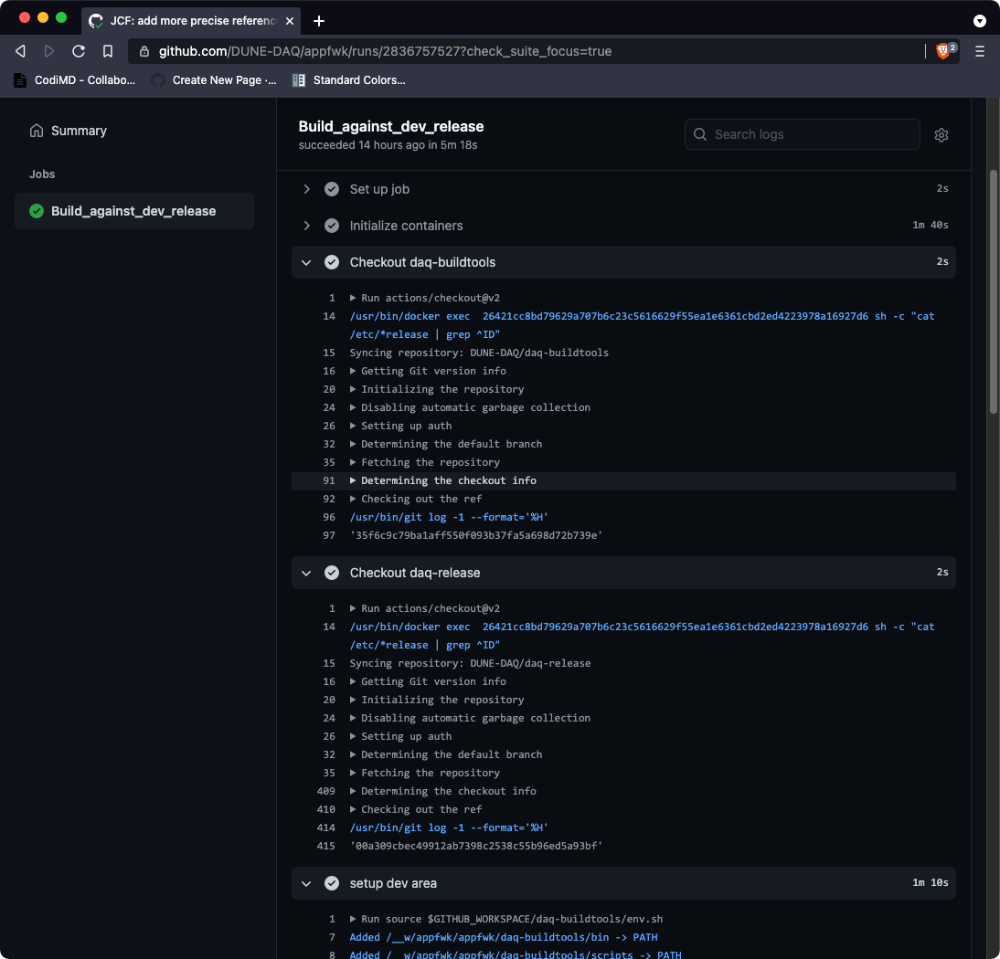 JCF: add more precise referenc
github.com/DUNE-DAQ/appfwk/runs/2836757527?check_suite_focus=true
2
CodiMD - Collabo...
Create New Page ·...
Standard Colors...
Summary
Jobs
Build_against_dev_release
Build_against_dev_release
succeeded 14 hours ago in 5m 18s
Search logs
Set up job 2s
Initialize containers 1m 40s
Checkout daq-buildtools 2s
1 ▶ Run actions/checkout@v2
14 /usr/bin/docker exec  26421cc8bd79629a707b6c23c5616629f55ea1e6361cbd2ed4223978a16927d6 sh -c "cat
/etc/*release | grep ^ID"
15 Syncing repository: DUNE-DAQ/daq-buildtools
16 ▶ Getting Git version info
20 ▶ Initializing the repository
24 ▶ Disabling automatic garbage collection
26 ▶ Setting up auth
32 ▶ Determining the default branch
35 ▶ Fetching the repository
91 ▶ Determining the checkout info
92 ▶ Checking out the ref
96 /usr/bin/git log -1 --format='%H'
97 '35f6c9c79ba1aff550f093b37fa5a698d72b739e'
Checkout daq-release 2s
1 ▶ Run actions/checkout@v2
14 /usr/bin/docker exec  26421cc8bd79629a707b6c23c5616629f55ea1e6361cbd2ed4223978a16927d6 sh -c "cat
/etc/*release | grep ^ID"
15 Syncing repository: DUNE-DAQ/daq-release
16 ▶ Getting Git version info
20 ▶ Initializing the repository
24 ▶ Disabling automatic garbage collection
26 ▶ Setting up auth
32 ▶ Determining the default branch
35 ▶ Fetching the repository
409 ▶ Determining the checkout info
410 ▶ Checking out the ref
414 /usr/bin/git log -1 --format='%H'
415 '00a309cbec49912ab7398c2538c55b96ed5a93bf'
setup dev area 1m 10s
1 ▶ Run source $GITHUB_WORKSPACE/daq-buildtools/env.sh
7 Added /__w/appfwk/appfwk/daq-buildtools/bin -> PATH
8 Added /__w/appfwk/appfwk/daq-buildtools/scripts -> PATH